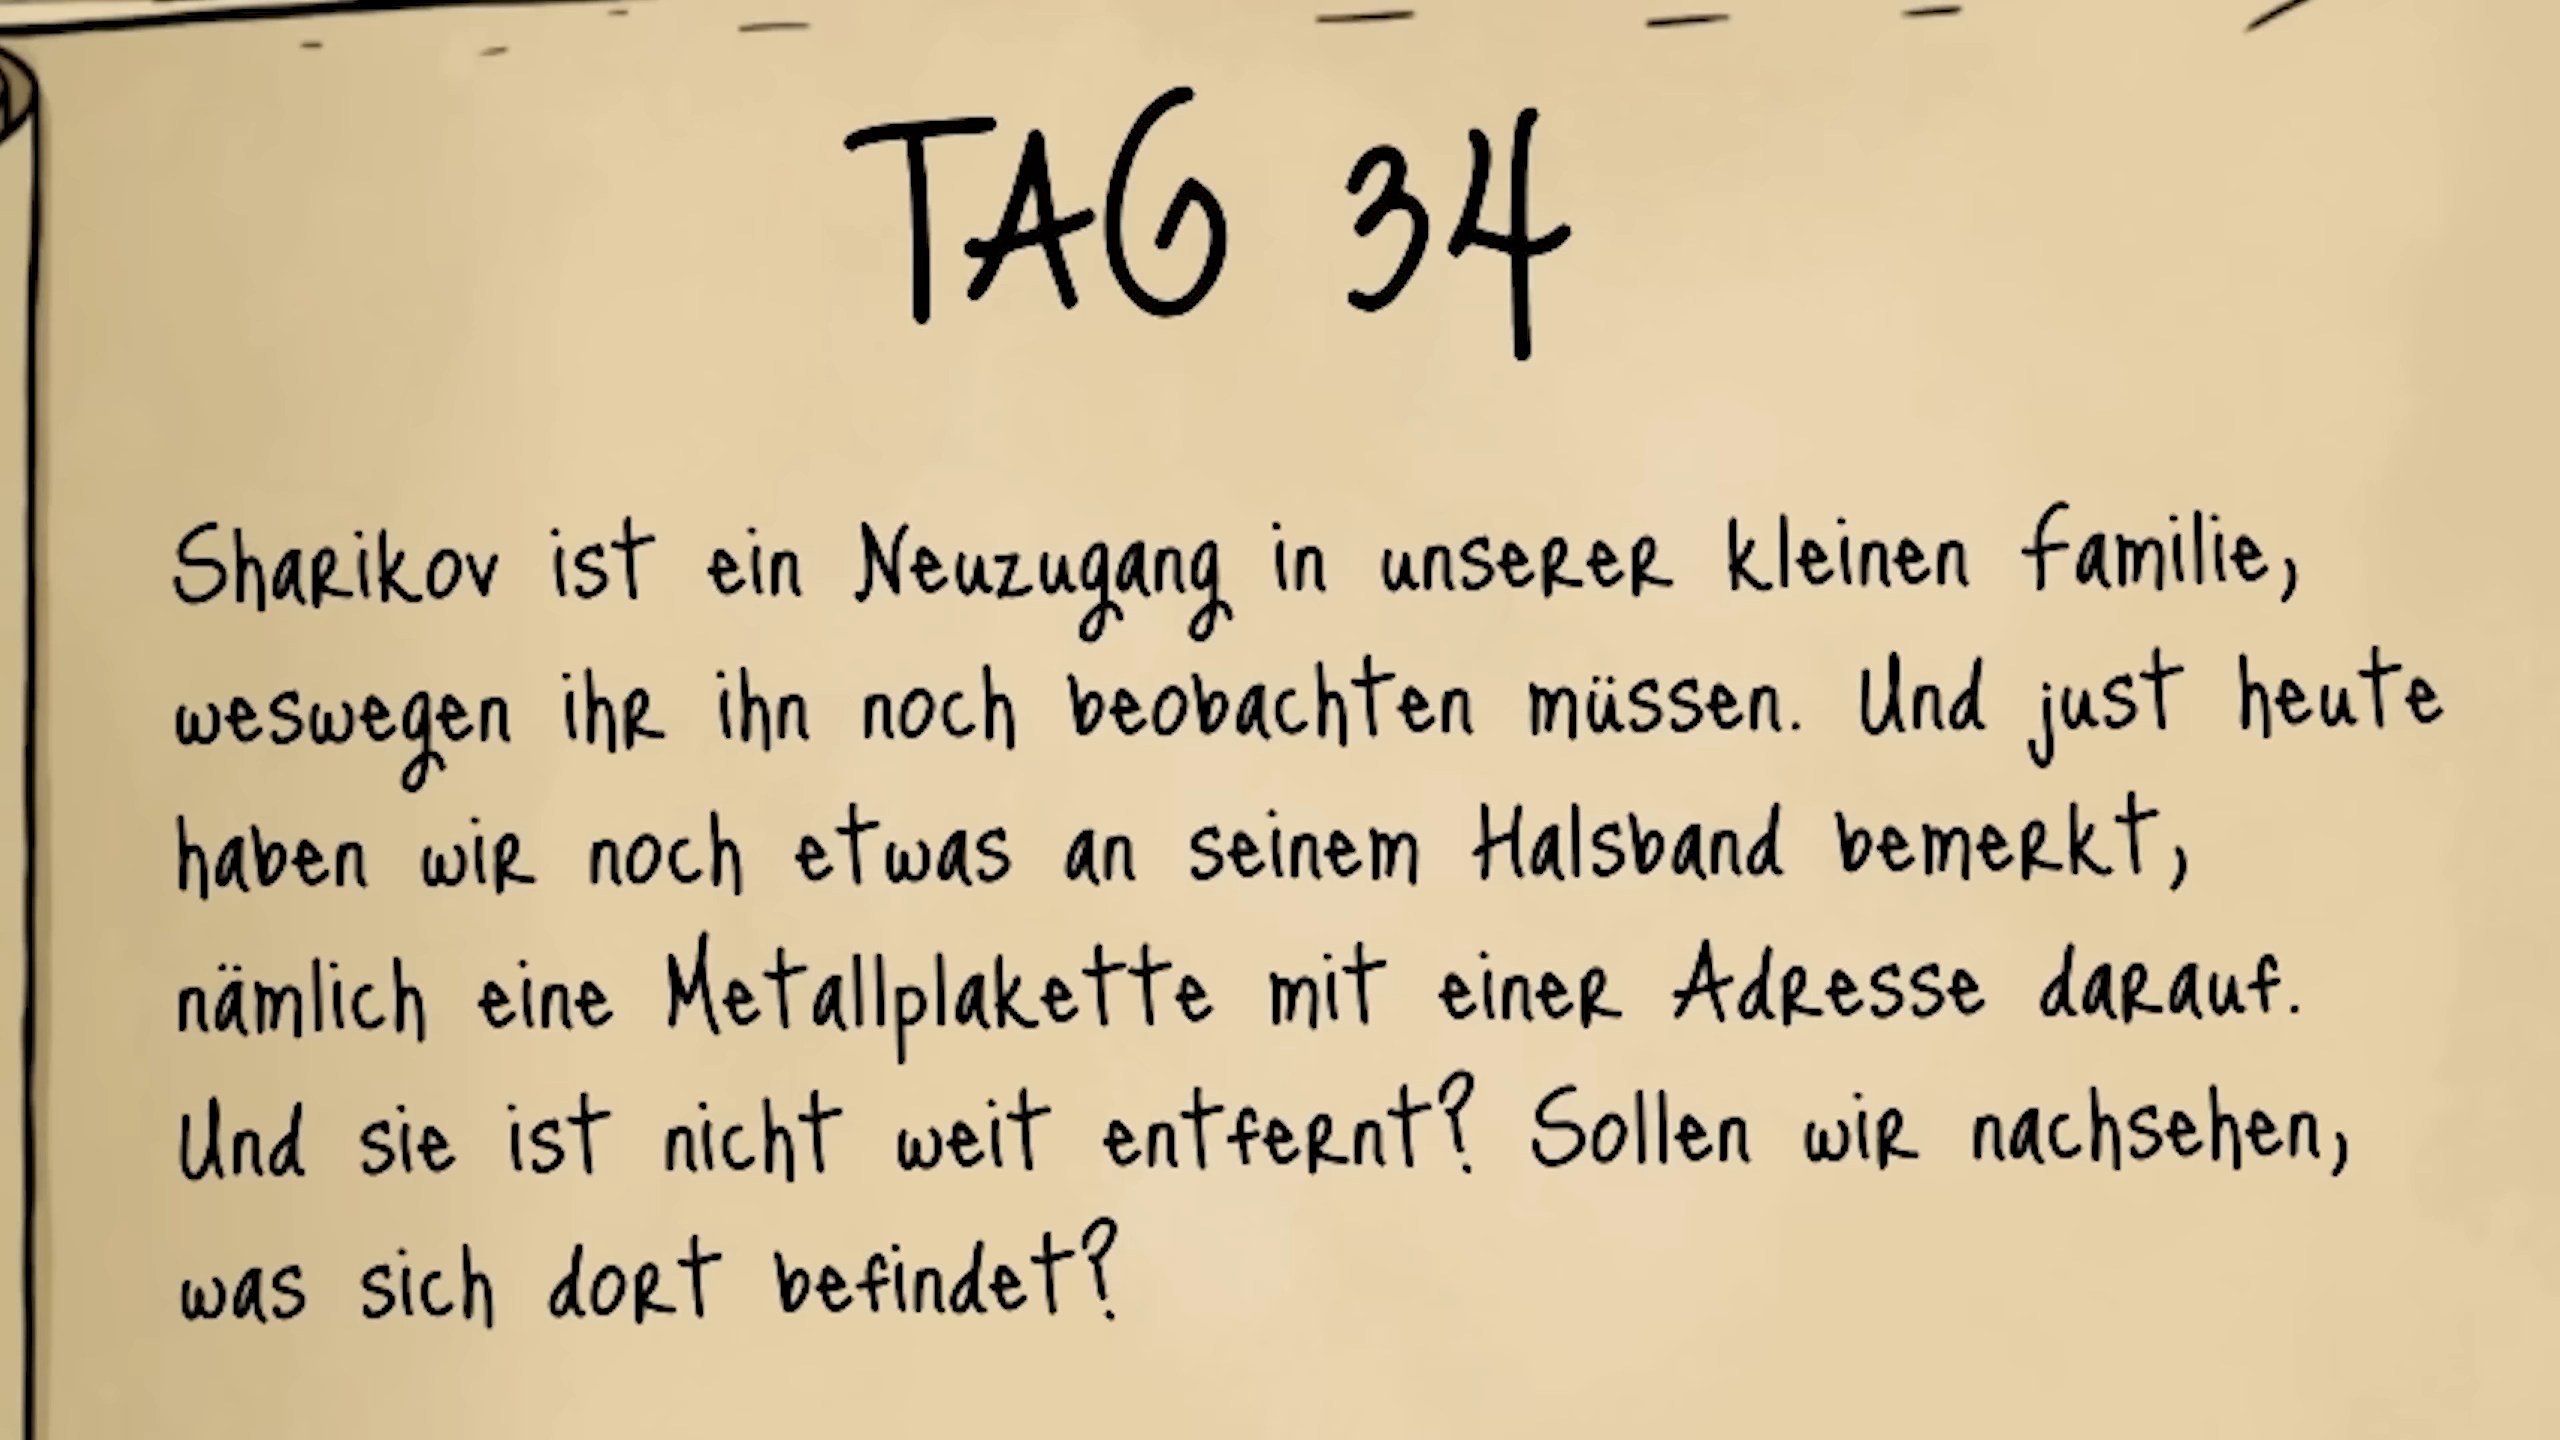 TAG 34
Sharikov ist ein Neuzugang in unserer kleinen familie,
weswegen ihr ihn noch beobachten müssen. Und just heute
haben wir noch etwas an seinem Halsband bemerkt,
nämlich eine Metallplakette mit einer Adresse darauf.
Und sie ist nicht weit entfernt? Sollen wir nachsehen,
was sich dort befindet?